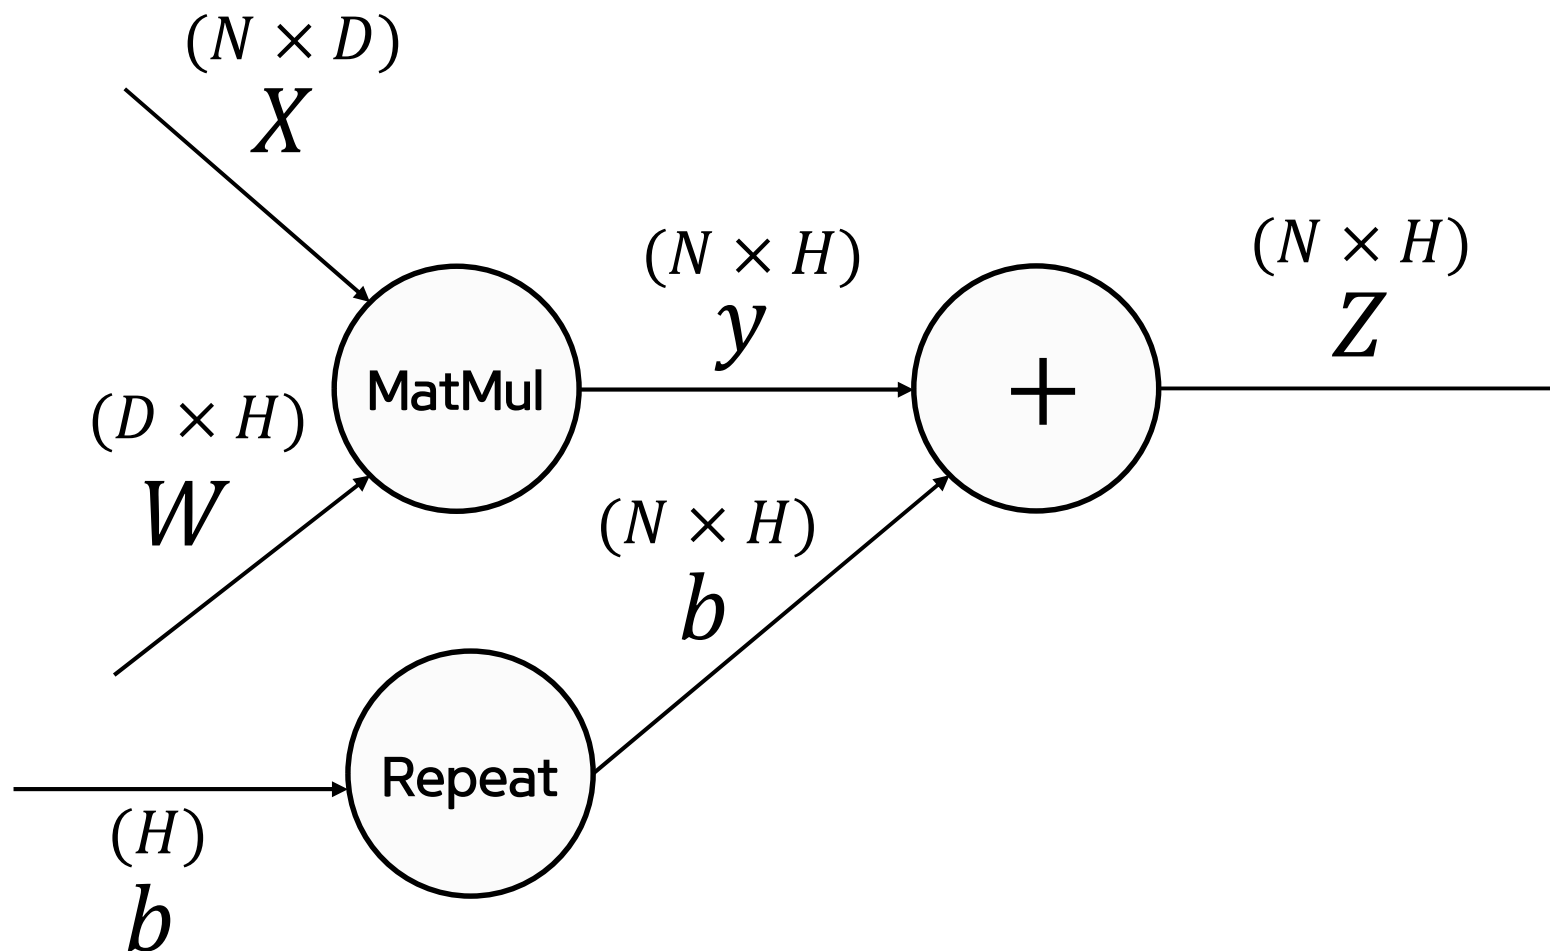 (N × D)
X
(N × H)
y
(N × H)
Z
MatMul
+
(D × H)
W
(N × H)
b
Repeat
(H)
b